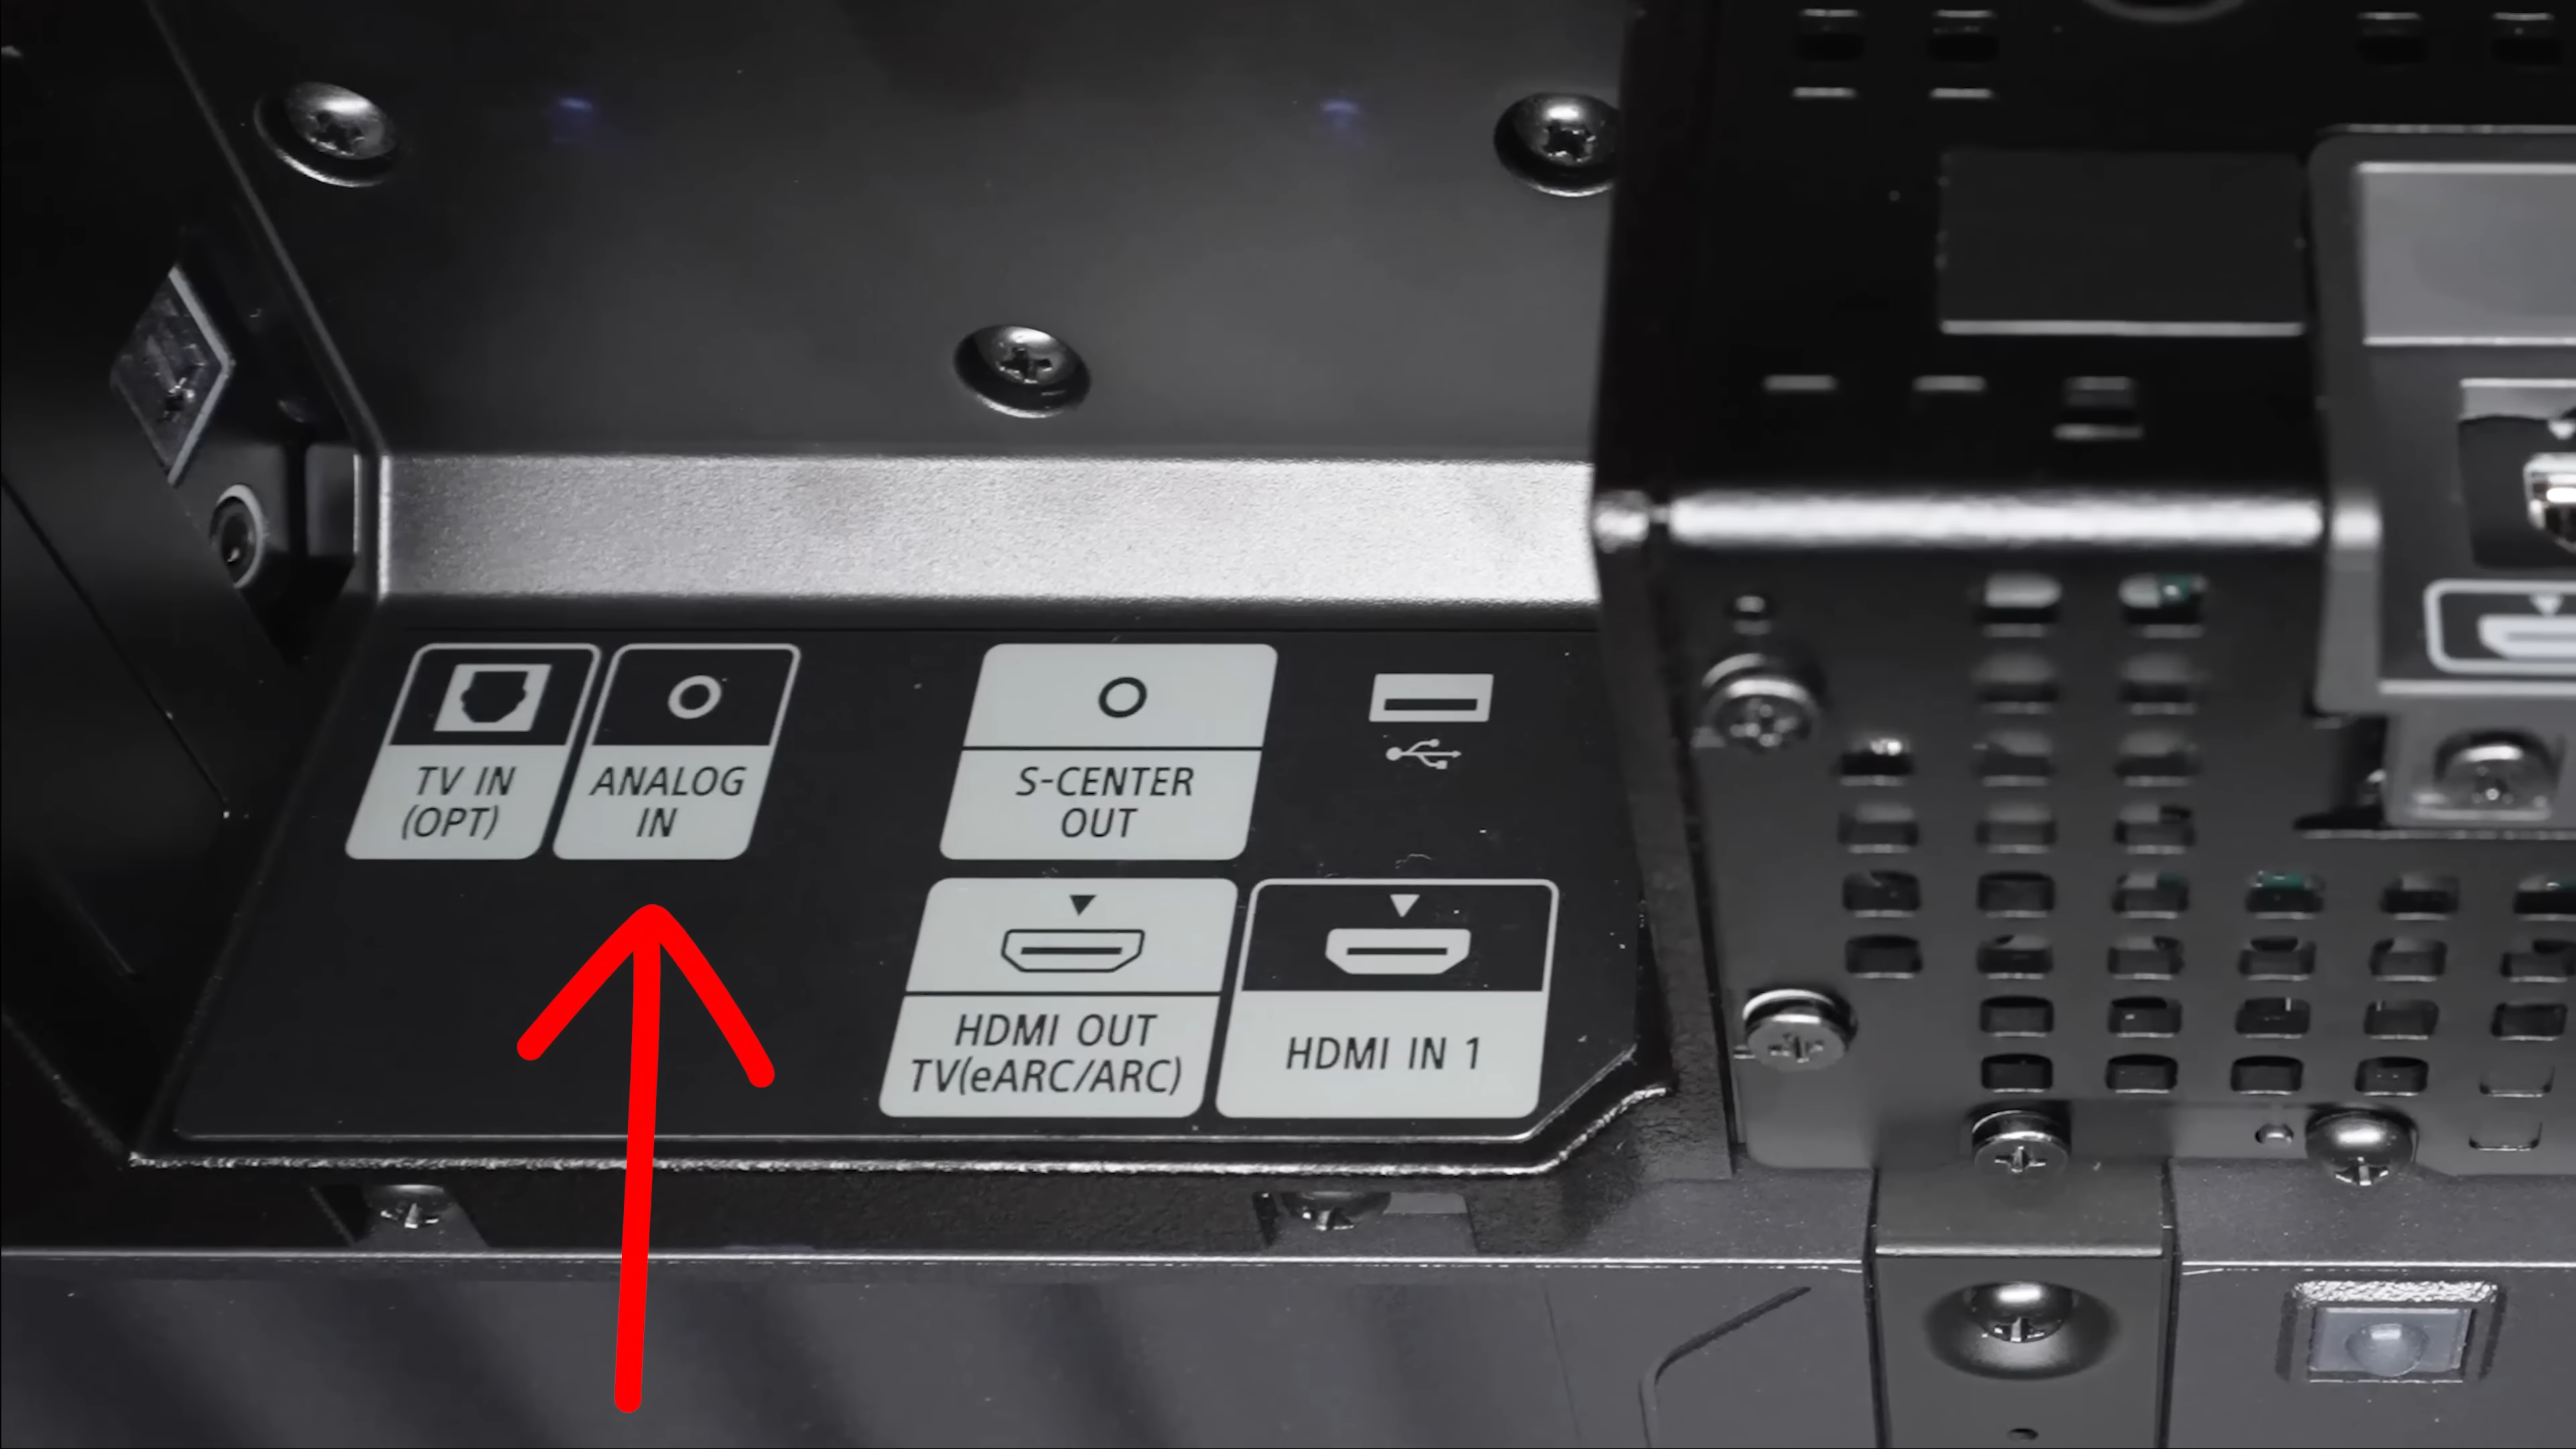 TV IN
(OPT)
ANALOG
IN
S-CENTER
OUT
HDMI OUT
TV(eARC/ARC)
HDMI IN 1